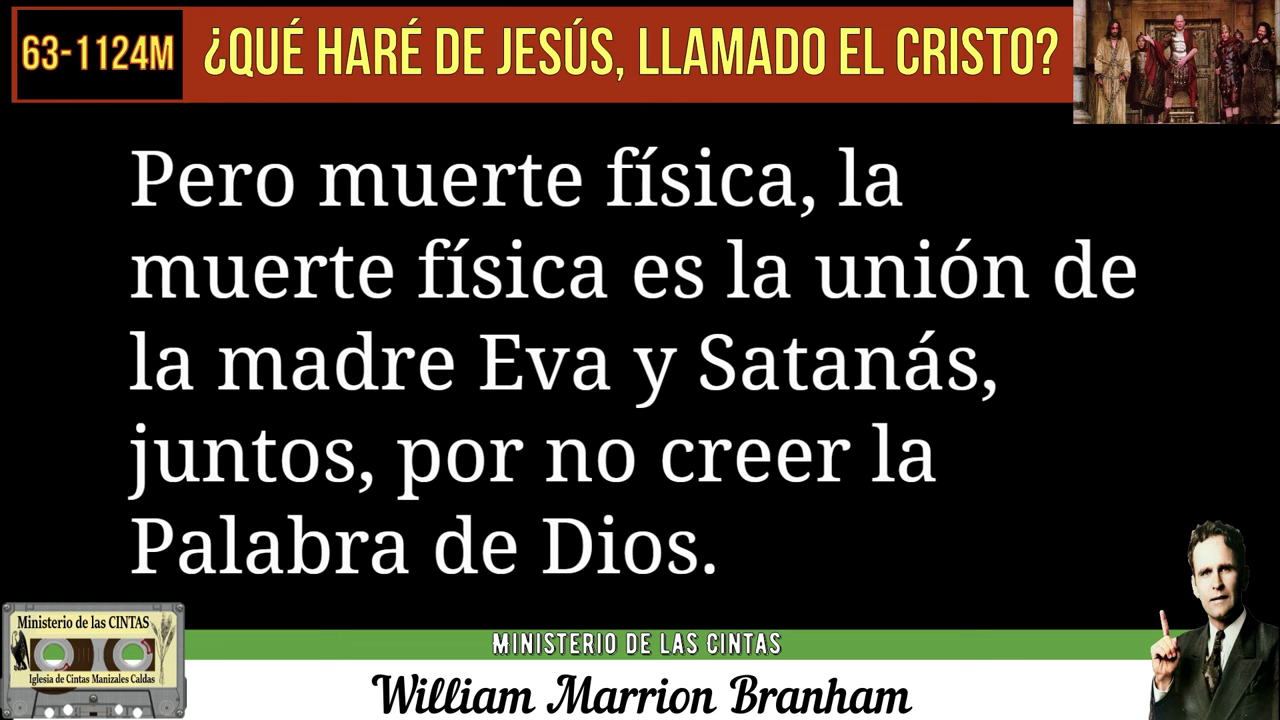 63-1124M
¿QUÉ HARÉ DE JESÚS, LLAMADO EL CRISTO?
Pero muerte física, la
muerte física es la unión de
la madre Eva y Satanás,
juntos, por no creer la
Palabra de Dios.
Ministerio de las CINTAS
Iglesia de Cintas Manizales Caldas
MINISTERIO DE LAS CINTAS
William Marrion Branham